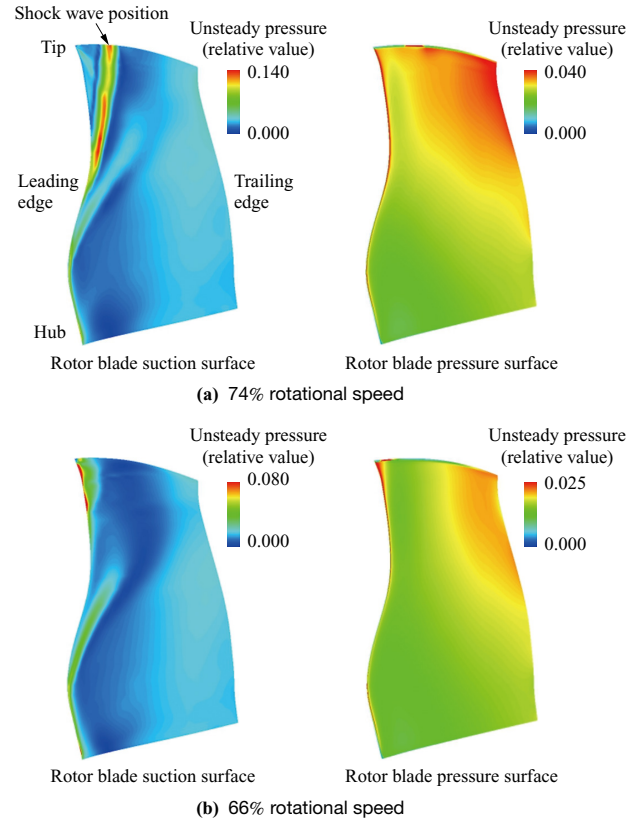 Shock wave position
Tip
Unsteady pressure
(relative value)
0.140
0.000
Leading
edge
Trailing
edge
Hub
Rotor blade suction surface
Unsteady pressure
(relative value)
0.040
0.000
Rotor blade pressure surface
(a) 74% rotational speed
Unsteady pressure
(relative value)
0.080
0.000
Rotor blade suction surface
Unsteady pressure
(relative value)
0.025
0.000
Rotor blade pressure surface
(b) 66% rotational speed